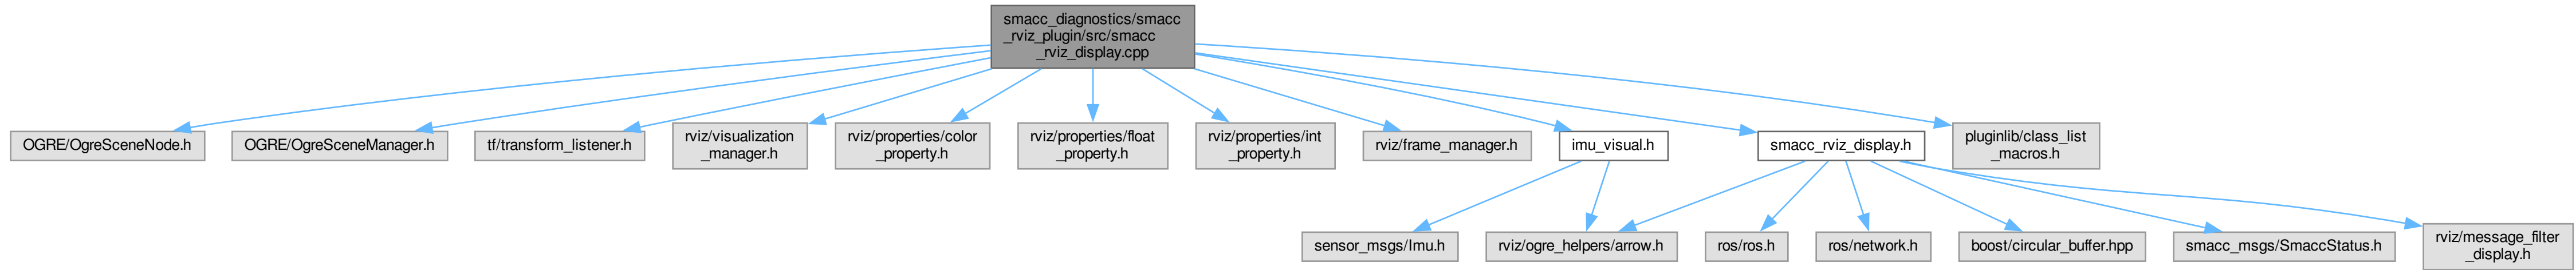 smacc_diagnostics/smacc
_rviz_plugin/src/smacc
_rviz_display.cpp
OGRE/OgreSceneNode.h
OGRE/OgreSceneManager.h
tf/transform_listener.h
rviz/visualization
_manager.h
rviz/properties/color
_property.h
rviz/properties/float
_property.h
rviz/properties/int
_property.h
rviz/frame_manager.h
imu_visual.h
smacc_rviz_display.h
pluginlib/class_list
_macros.h
sensor_msgs/Imu.h
rviz/ogre_helpers/arrow.h
ros/ros.h
ros/network.h
boost/circular_buffer.hpp
smacc_msgs/SmaccStatus.h
rviz/message_filter
_display.h